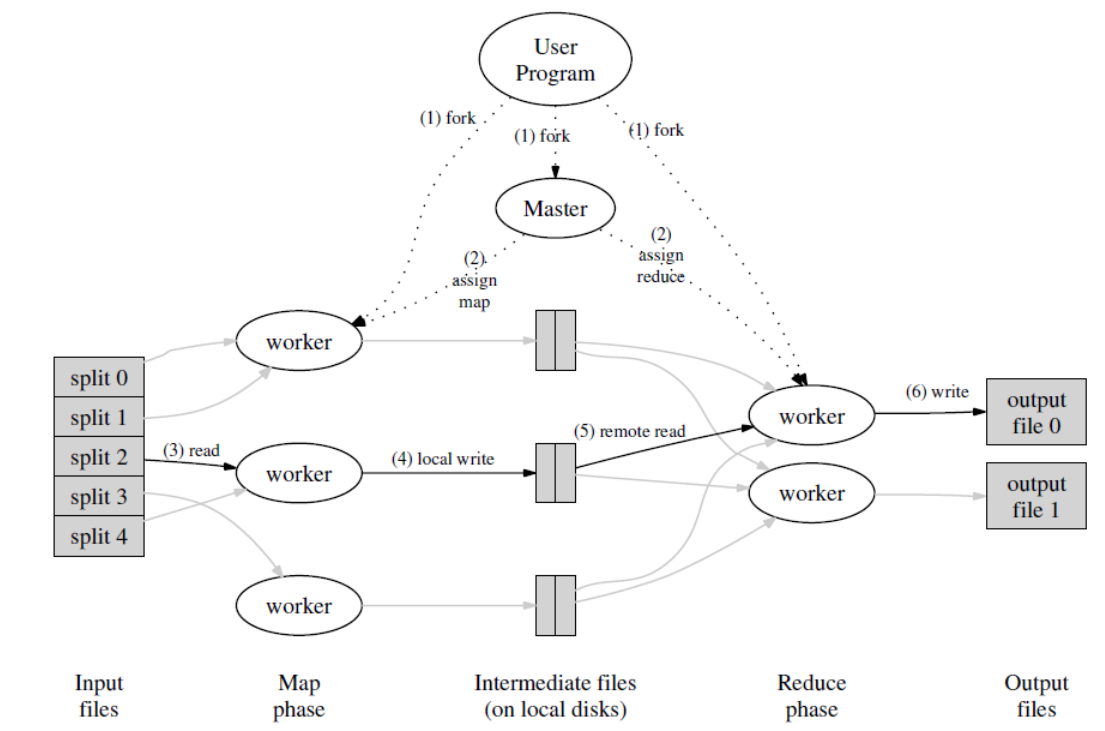 User
Program
(1) fork
(1) fork
(1) fork
Master
(2)
assign
map
(2)
assign
reduce
worker
split 0
split 1
split 2
split 3
split 4
(3) read
worker
(4) local write
(5) remote read
worker
(6) write
output
file 0
worker
output
file 1
worker
Input
files
Map
phase
Intermediate files
(on local disks)
Reduce
phase
Output
files